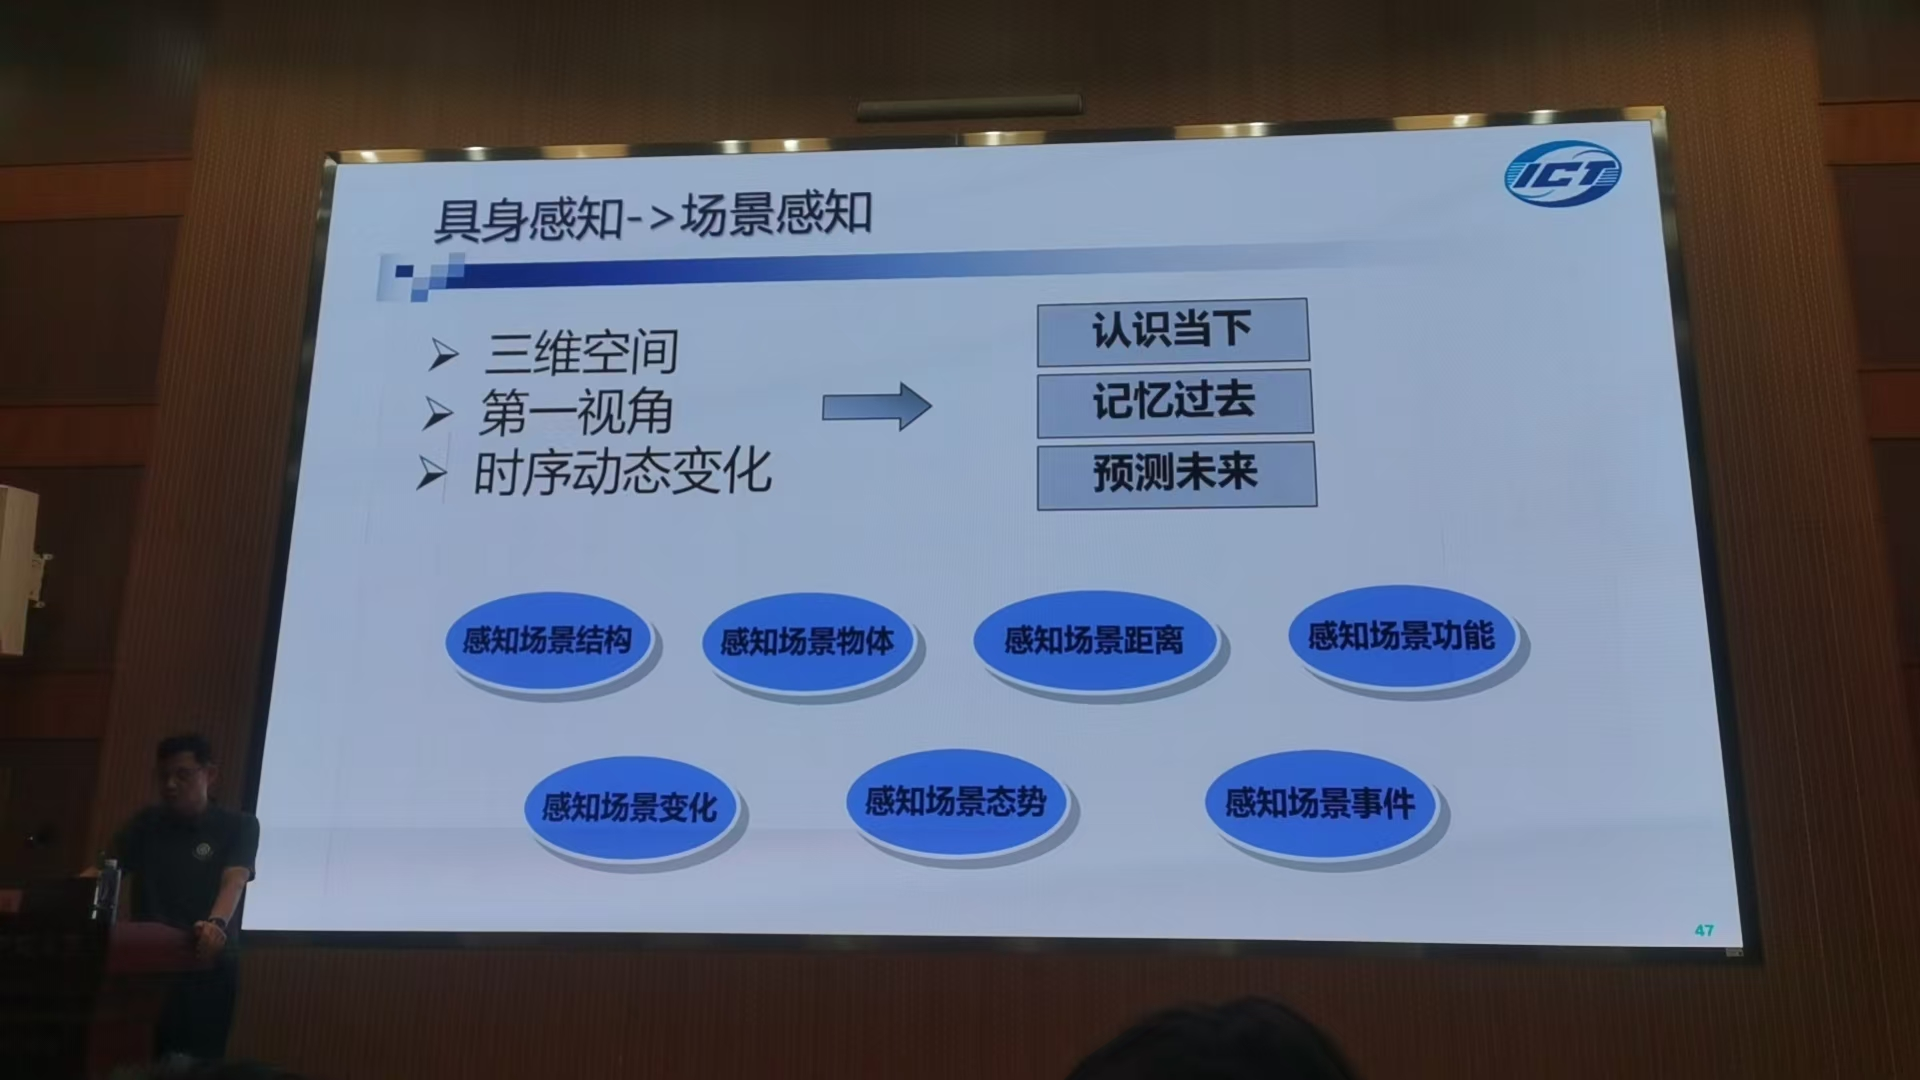 ICT
具身感知->场景感知
三维空间
第一视角
时序动态变化
认识当下
记忆过去
预测未来
感知场景结构
感知场景物体
感知场景距离
感知场景功能
感知场景变化
感知场景态势
感知场景事件
47